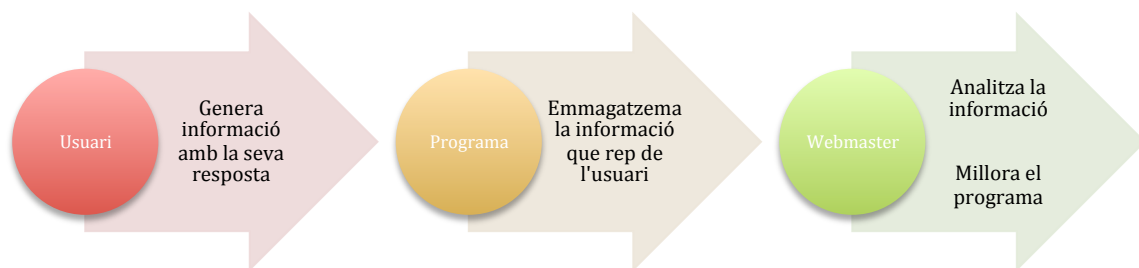 Usuari
Genera
informació
amb la seva
resposta
Programa
Emmagatzema
la informació
que rep de
l'usuari
Webmaster
Analitza la
informació
Millora el
programa